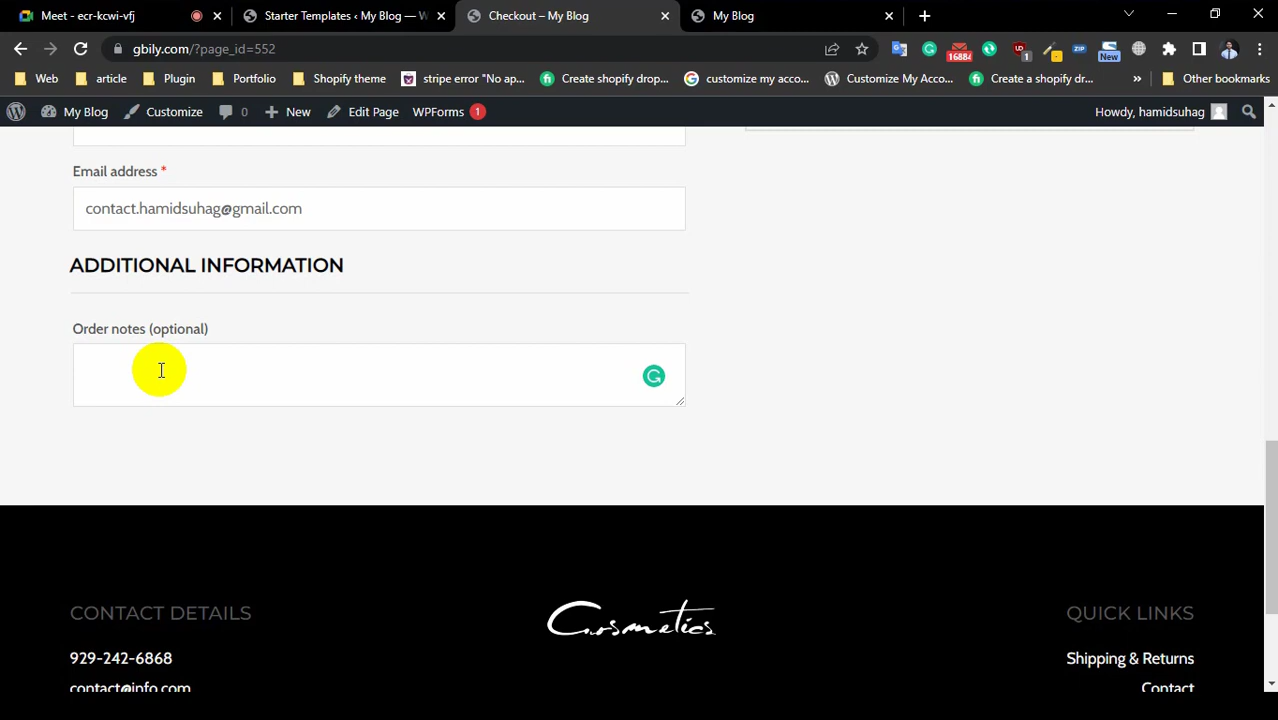 Meet - ecr-kcwi-vfj
Starter Templates ‹ My Blog — W
Checkout – My Blog
My Blog
gbily.com/?page_id=552
16884
1
ZIP
New
Web
article
Plugin
Portfolio
Shopify theme
stripe error "No ap...
Create shopify drop...
customize my acco...
Customize My Acco...
Create a shopify dr...
»
Other bookmarks
My Blog
Customize
0
New
Edit Page
WPForms 1
Howdy, hamidsuhag
Email address *
contact.hamidsuhag@gmail.com
ADDITIONAL INFORMATION
Order notes (optional)
CONTACT DETAILS
Cosmetics
QUICK LINKS
929-242-6868
Shipping & Returns
contact@info.com
Contact